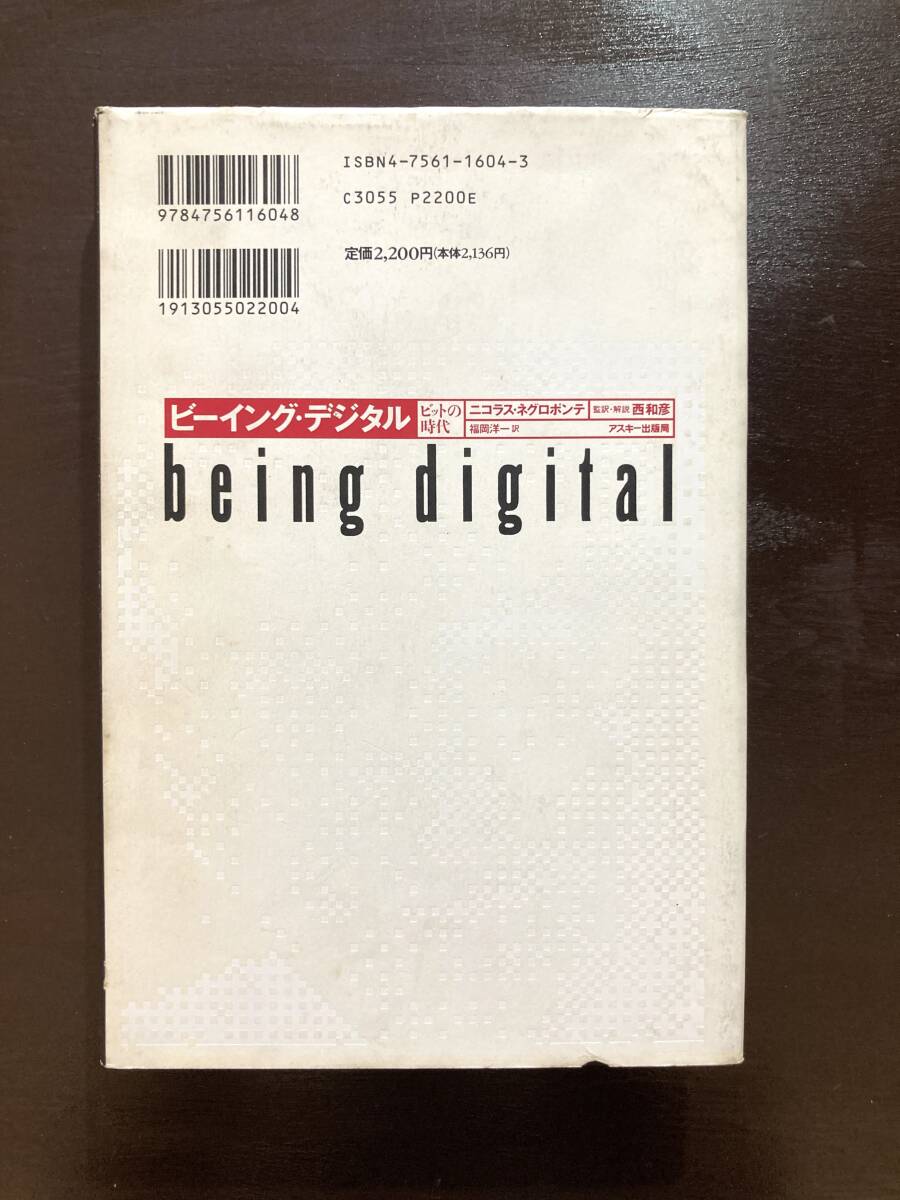 ISBN4-7561-1604-3
9784756116048
C3055 P2200E
定価2,200円(本体2,136円)
1913055022004
ビーイング・デジタル
ビットの
時代
ニコラス・ネグロポンテ
監訳・解説 西和彦
福岡洋一 訳
アスキー出版局
being digital